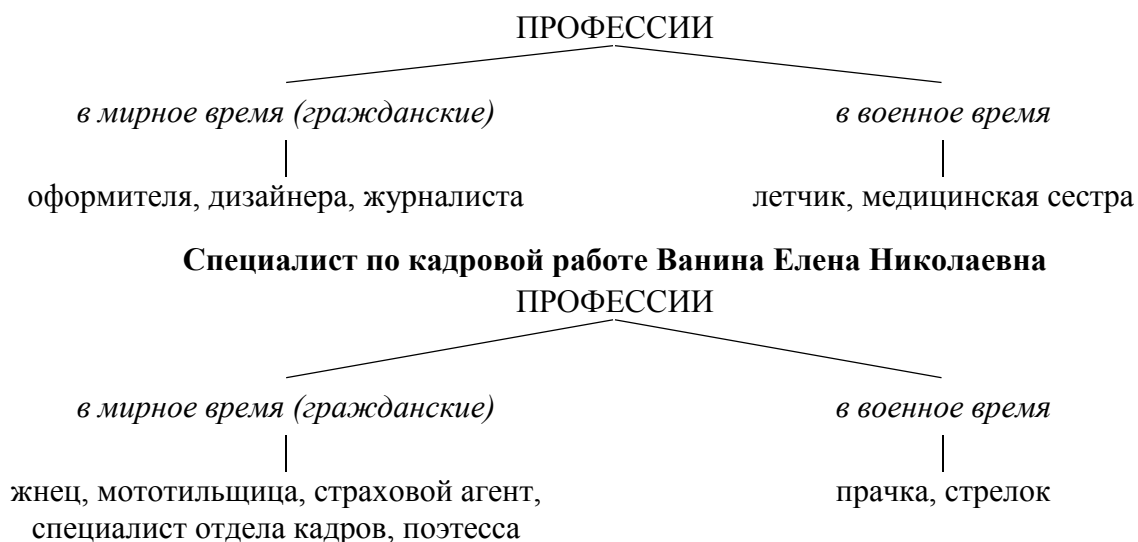 ПРОФЕССИИ
в мирное время (гражданские) в военное время
оформителя, дизайнера, журналиста летчик, медицинская сестра
Специалист по кадровой работе Ванина Елена Николаевна
ПРОФЕССИИ
в мирное время (гражданские) в военное время
жнец, мототильщица, страховой агент, прачка, стрелок
специалист отдела кадров, поэтесса